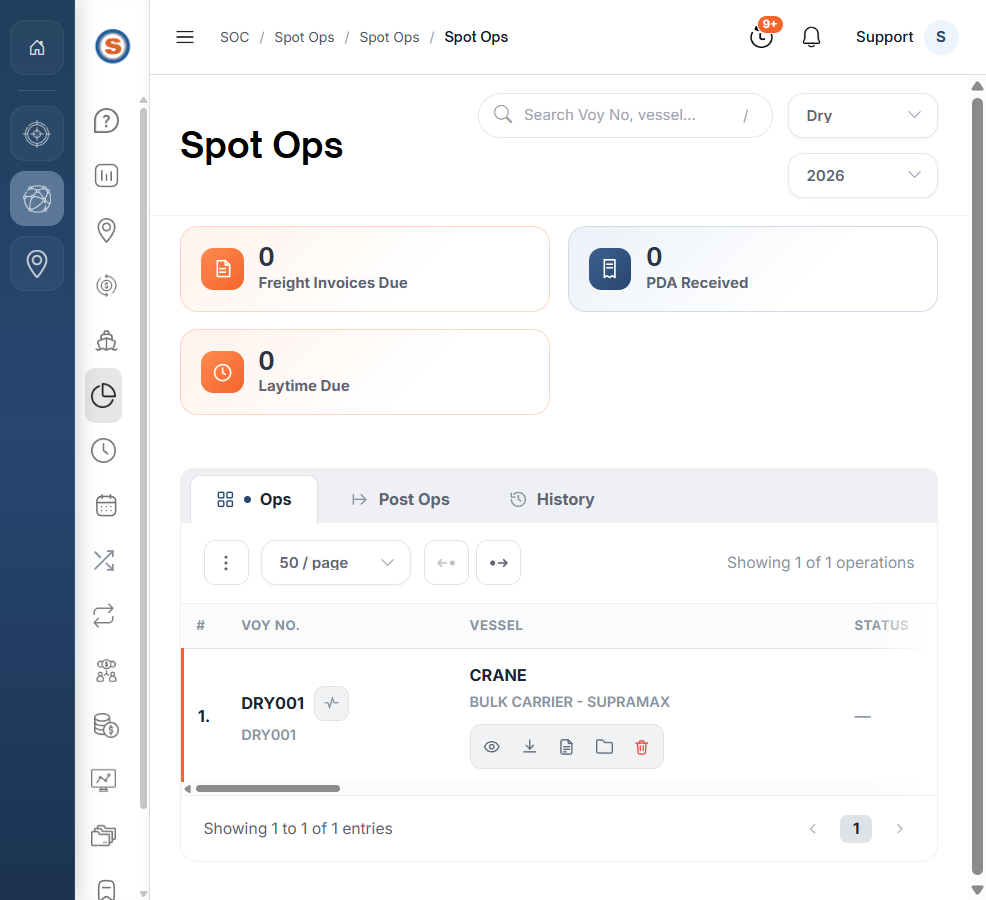 S
SOC / Spot Ops / Spot Ops / Spot Ops
9+
Support
S
Spot Ops
Search Voy No, vessel... /
Dry
2026
0
Freight Invoices Due
0
PDA Received
0
Laytime Due
Ops
Post Ops
History
50 / page
Showing 1 of 1 operations
# VOY NO. VESSEL STATUS
1.
DRY001
DRY001
CRANE
BULK CARRIER - SUPRAMAX
—
Showing 1 to 1 of 1 entries
1